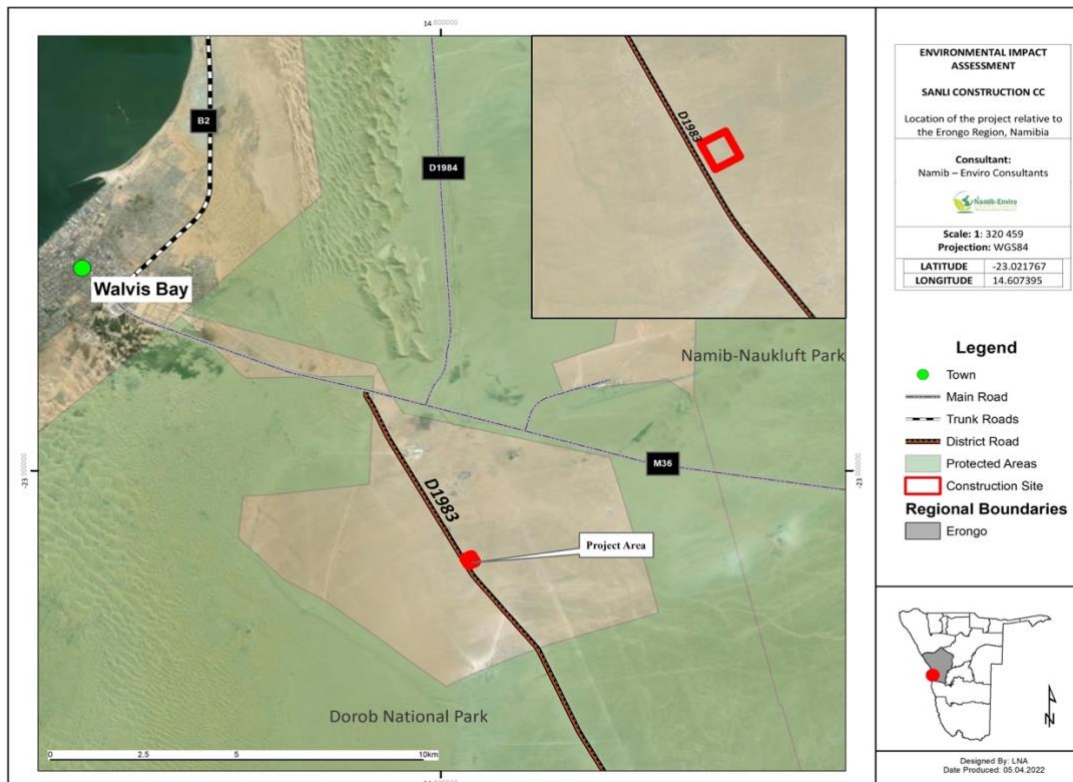 14.600000
B2
D1984
D1983
Walvis Bay
Namib-Naukluft Park
-23.000000
-23.000000
M36
D1983
Project Area
Dorob National Park
0 2.5 5 10km
ENVIRONMENTAL IMPACT
ASSESSMENT
SANLI CONSTRUCTION CC
Location of the project relative to
the Erongo Region, Namibia
Consultant:
Namib – Enviro Consultants
Namib-Enviro
Scale: 1: 320 459
Projection: WGS84
LATITUDE -23.021767
LONGITUDE 14.607395
Legend
Town
Main Road
Trunk Roads
District Road
Protected Areas
Construction Site
Regional Boundaries
Erongo
N
Designed By: LNA
Date Produced: 05.04.2022